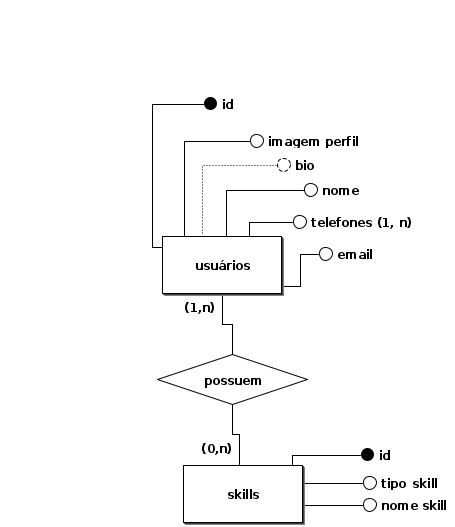 id
imagem perfil
bio
nome
telefones (1, n)
email
usuários
(1,n)
possuem
(0,n)
id
tipo skill
skills
nome skill